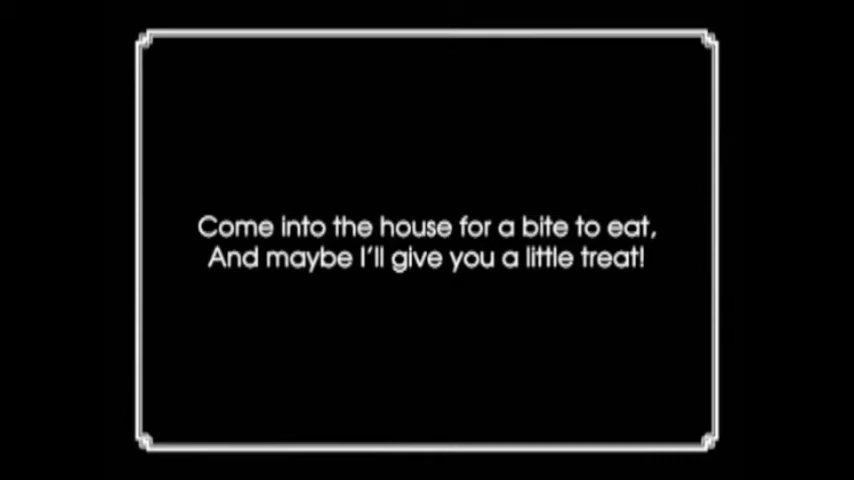 Come into the house for a bite to eat,
And maybe I'll give you a little treat!